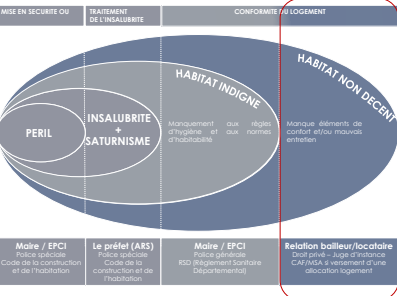 MISE EN SECURITE OU
TRAITEMENT
DE L'INSALUBRITE
CONFORMITE DU LOGEMENT
HABITAT INDIGNE
HABITAT NON DECENT
PERIL
INSALUBRITE
+
SATURNISME
Manquement aux règles
d'hygiène et aux normes
d'habitabilité
Manque éléments de
confort et/ou mauvais
entretien
Maire / EPCI
Police spéciale
Code de la construction
et de l'habitation
Le préfet (ARS)
Police spéciale
Code de la
construction et de
l'habitation
Maire / EPCI
Police générale
RSD (Règlement Sanitaire
Départemental)
Relation bailleur/locataire
Droit privé – Juge d'instance
CAF/MSA si versement d'une
allocation logement